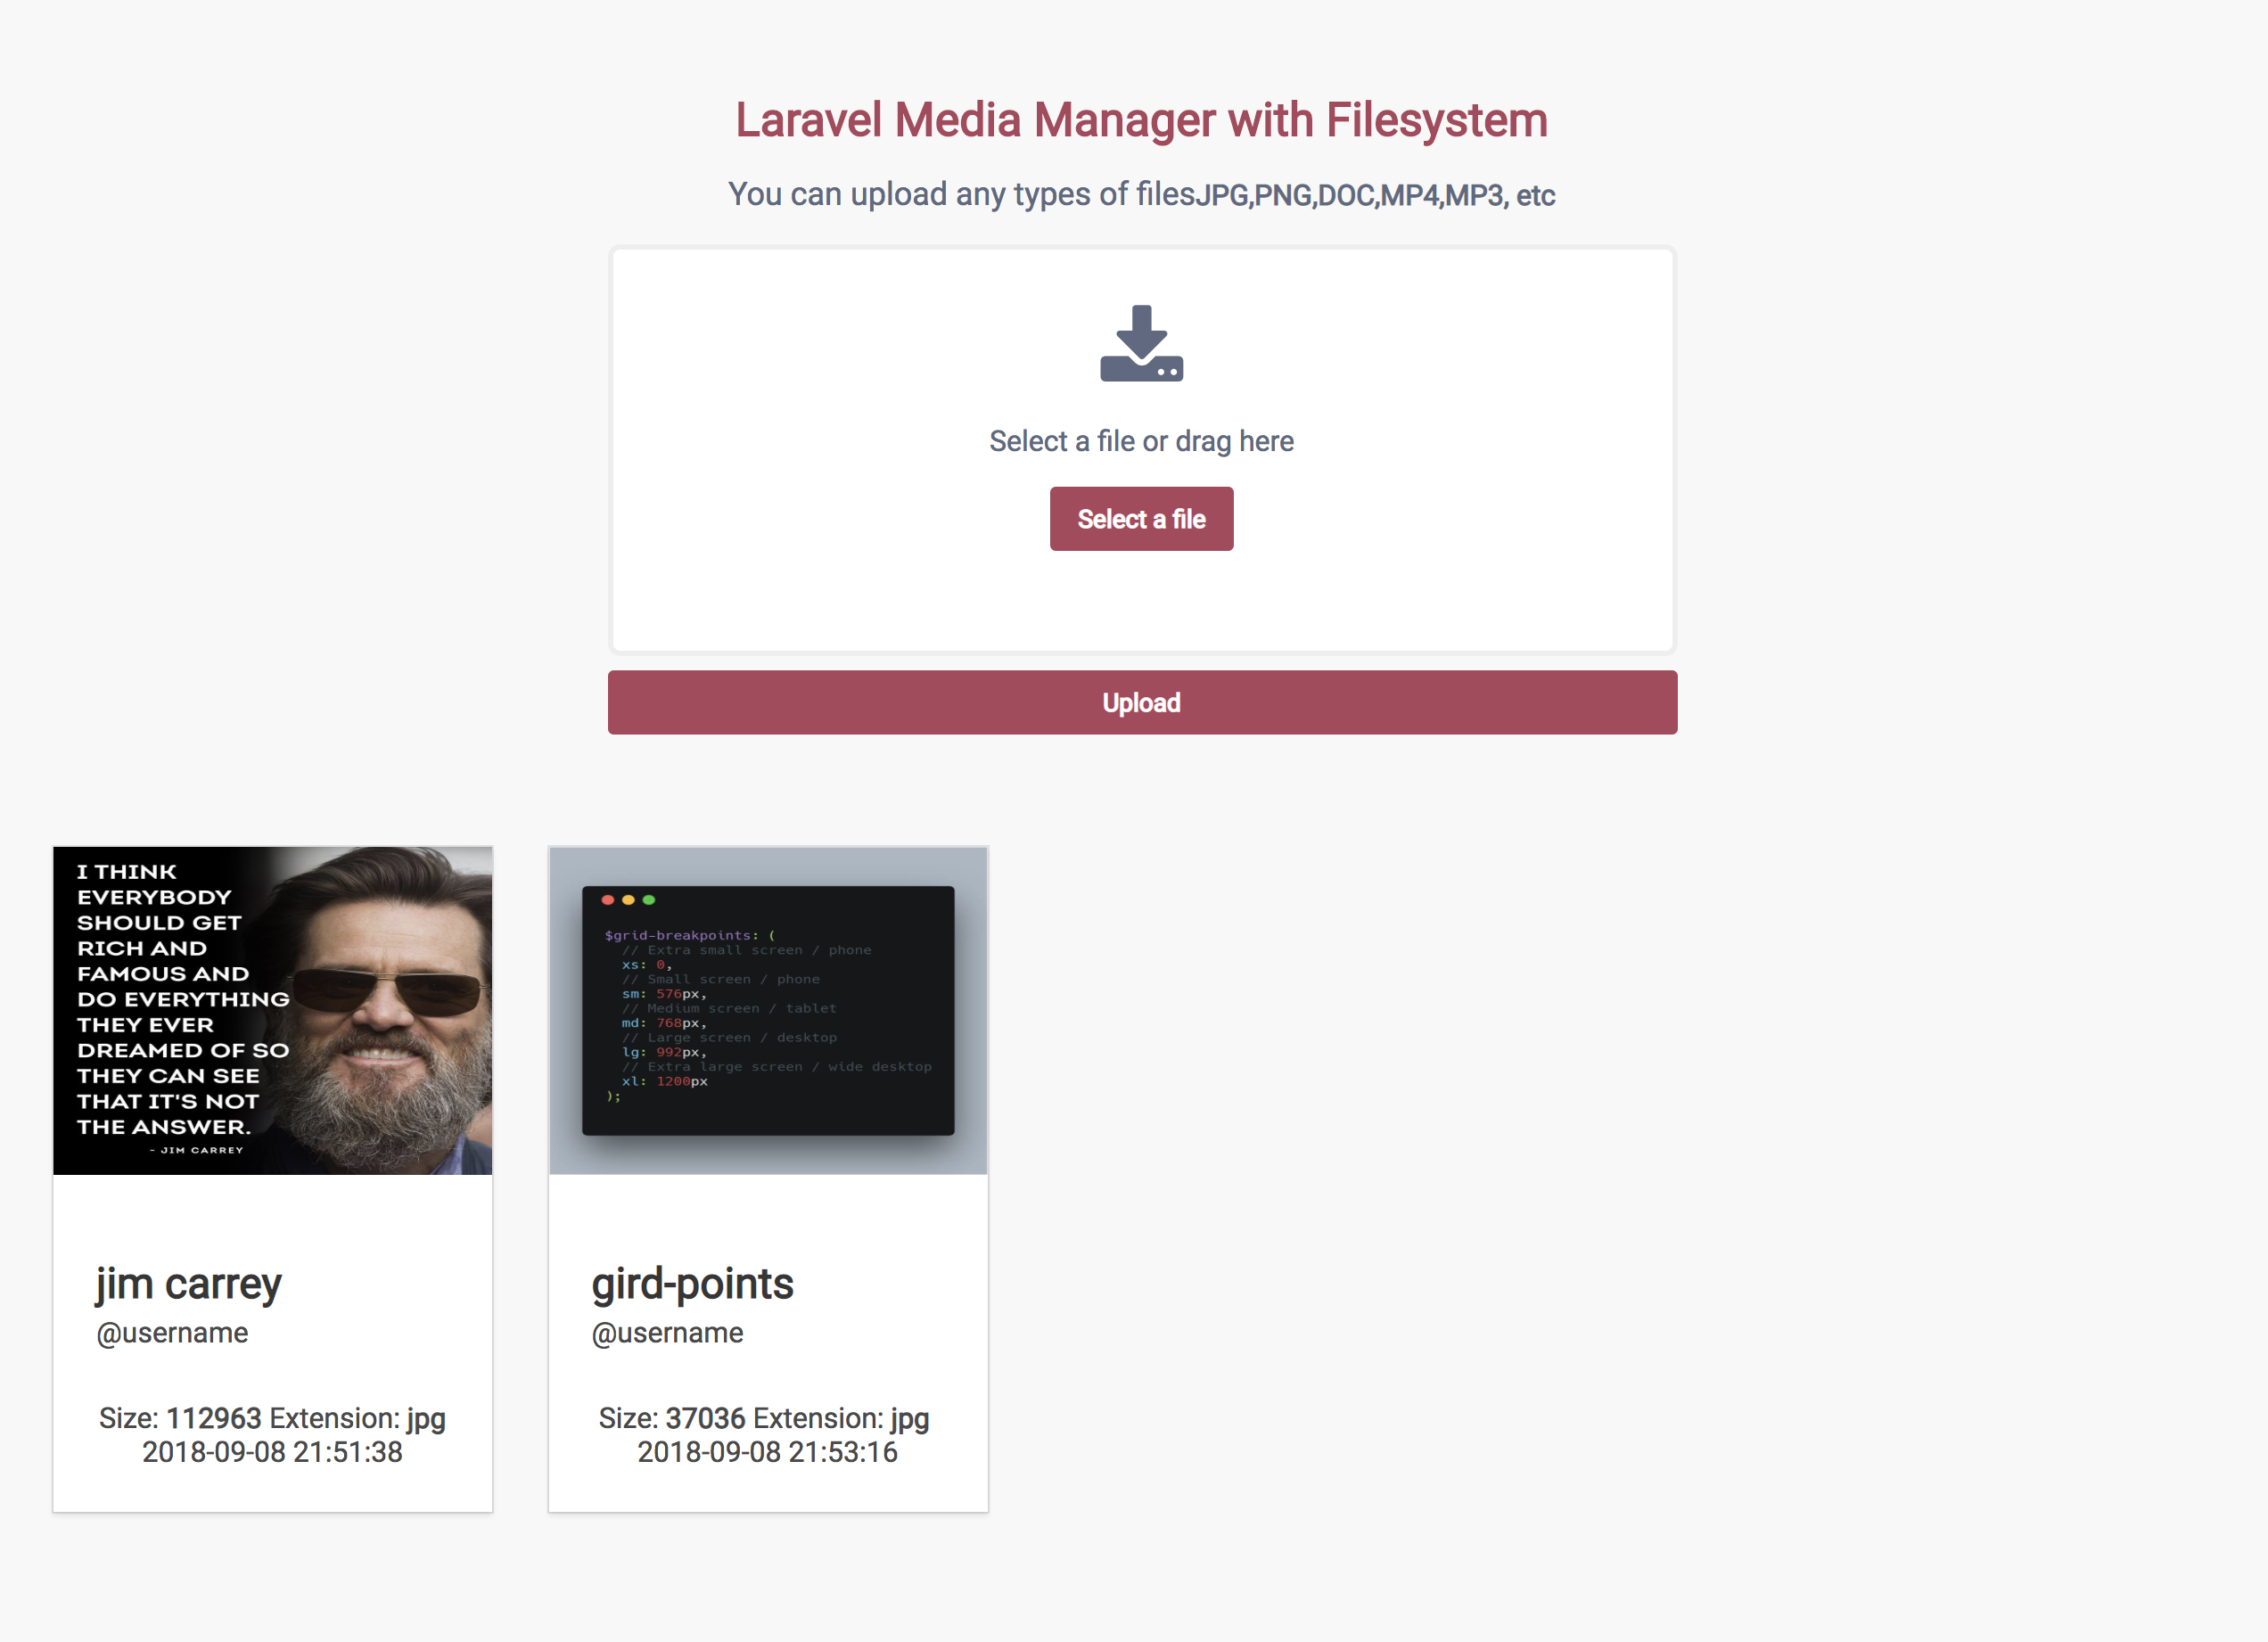 Laravel Media Manager with Filesystem
You can upload any types of filesJPG,PNG,DOC,MP4,MP3, etc
Select a file or drag here
Select a file
Upload
I THINK
EVERYBODY
SHOULD GET
RICH AND
FAMOUS AND
DO EVERYTHING
THEY EVER
DREAMED OF SO
THEY CAN SEE
THAT IT'S NOT
THE ANSWER.
- JIM CARREY
jim carrey
@username
Size: 112963 Extension: jpg
2018-09-08 21:51:38
$grid-breakpoints: (
// Extra small screen / phone
xs: 0,
// Small screen / phone
sm: 576px,
// Medium screen / tablet
md: 768px,
// Large screen / desktop
lg: 992px,
// Extra large screen / wide desktop
xl: 1200px
);
gird-points
@username
Size: 37036 Extension: jpg
2018-09-08 21:53:16